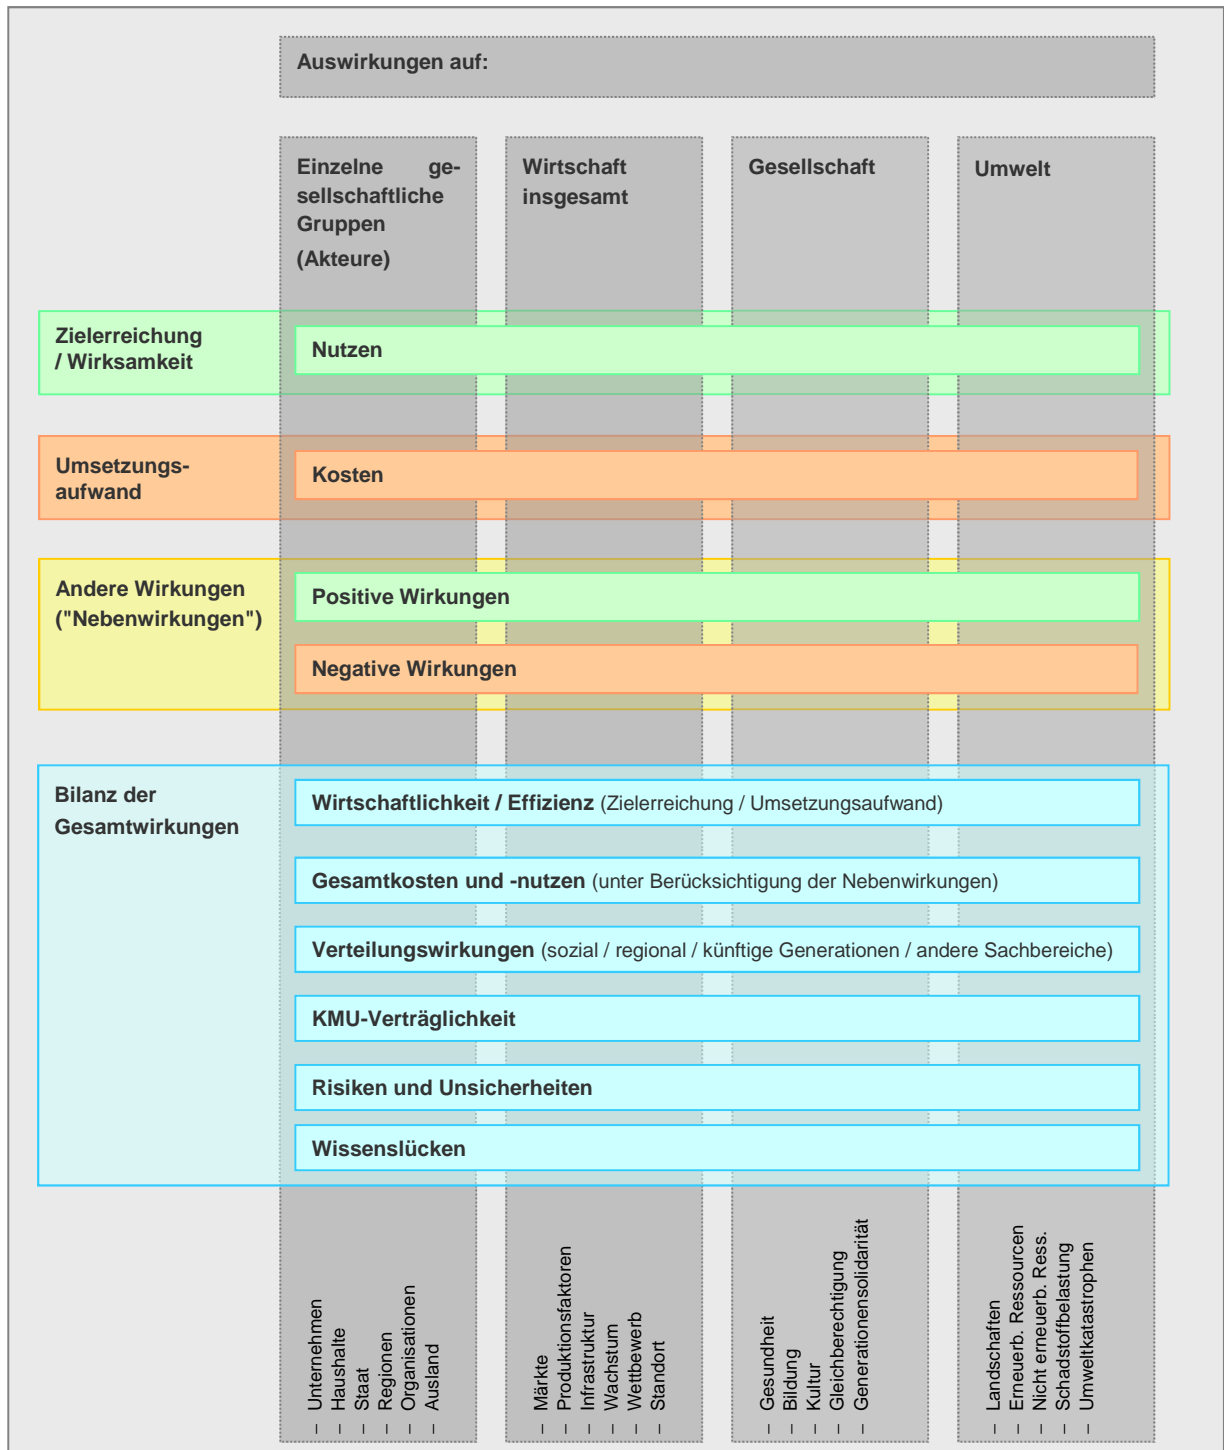 Auswirkungen auf:
Einzelne ge-
sellschaftliche
Gruppen
(Akteure)
Wirtschaft
insgesamt
Gesellschaft
Umwelt
Zielerreichung
/ Wirksamkeit
Nutzen
Umsetzungs-
aufwand
Kosten
Andere Wirkungen
("Nebenwirkungen")
Positive Wirkungen
Negative Wirkungen
Bilanz der
Gesamtwirkungen
Wirtschaftlichkeit / Effizienz (Zielerreichung / Umsetzungsaufwand)
Gesamtkosten und -nutzen (unter Berücksichtigung der Nebenwirkungen)
Verteilungswirkungen (sozial / regional / künftige Generationen / andere Sachbereiche)
KMU-Verträglichkeit
Risiken und Unsicherheiten
Wissenslücken
– Unternehmen
– Haushalte
– Staat
– Regionen
– Organisationen
– Ausland
– Märkte
– Produktionsfaktoren
– Infrastruktur
– Wachstum
– Wettbewerb
– Standort
– Gesundheit
– Bildung
– Kultur
– Gleichberechtigung
– Generationensolidarität
– Landschaften
– Erneuerb. Ressourcen
– Nicht erneuerb. Ress.
– Schadstoffbelastung
– Umweltkatastrophen